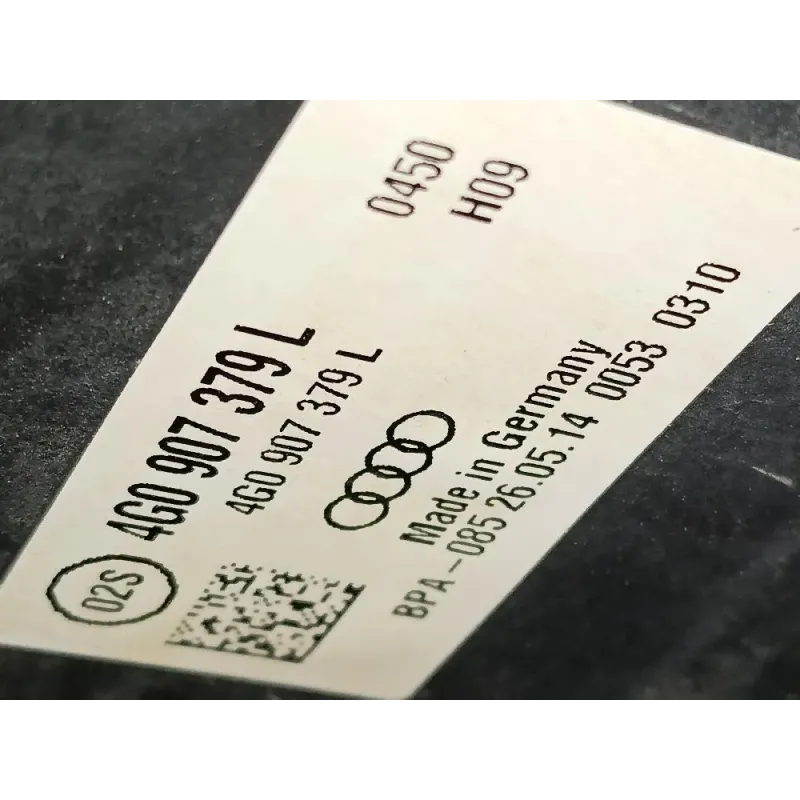 4G0 907 379 L
4G0 907 379 L
0450
H09
02S
Made in Germany
BPA-085 26.05.14 0053 0310